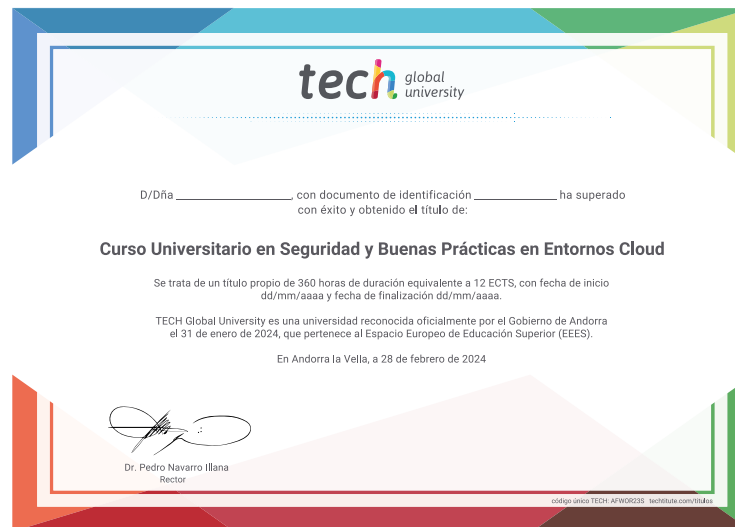 tech global university
D/Dña ____________________, con documento de identificación ______________ ha superado
con éxito y obtenido el título de:
Curso Universitario en Seguridad y Buenas Prácticas en Entornos Cloud
Se trata de un título propio de 360 horas de duración equivalente a 12 ECTS, con fecha de inicio
dd/mm/aaaa y fecha de finalización dd/mm/aaaa.
TECH Global University es una universidad reconocida oficialmente por el Gobierno de Andorra
el 31 de enero de 2024, que pertenece al Espacio Europeo de Educación Superior (EEES).
En Andorra la Vella, a 28 de febrero de 2024
Dr. Pedro Navarro Illana
Rector
código único TECH: AFWOR23S techtitute.com/titulos